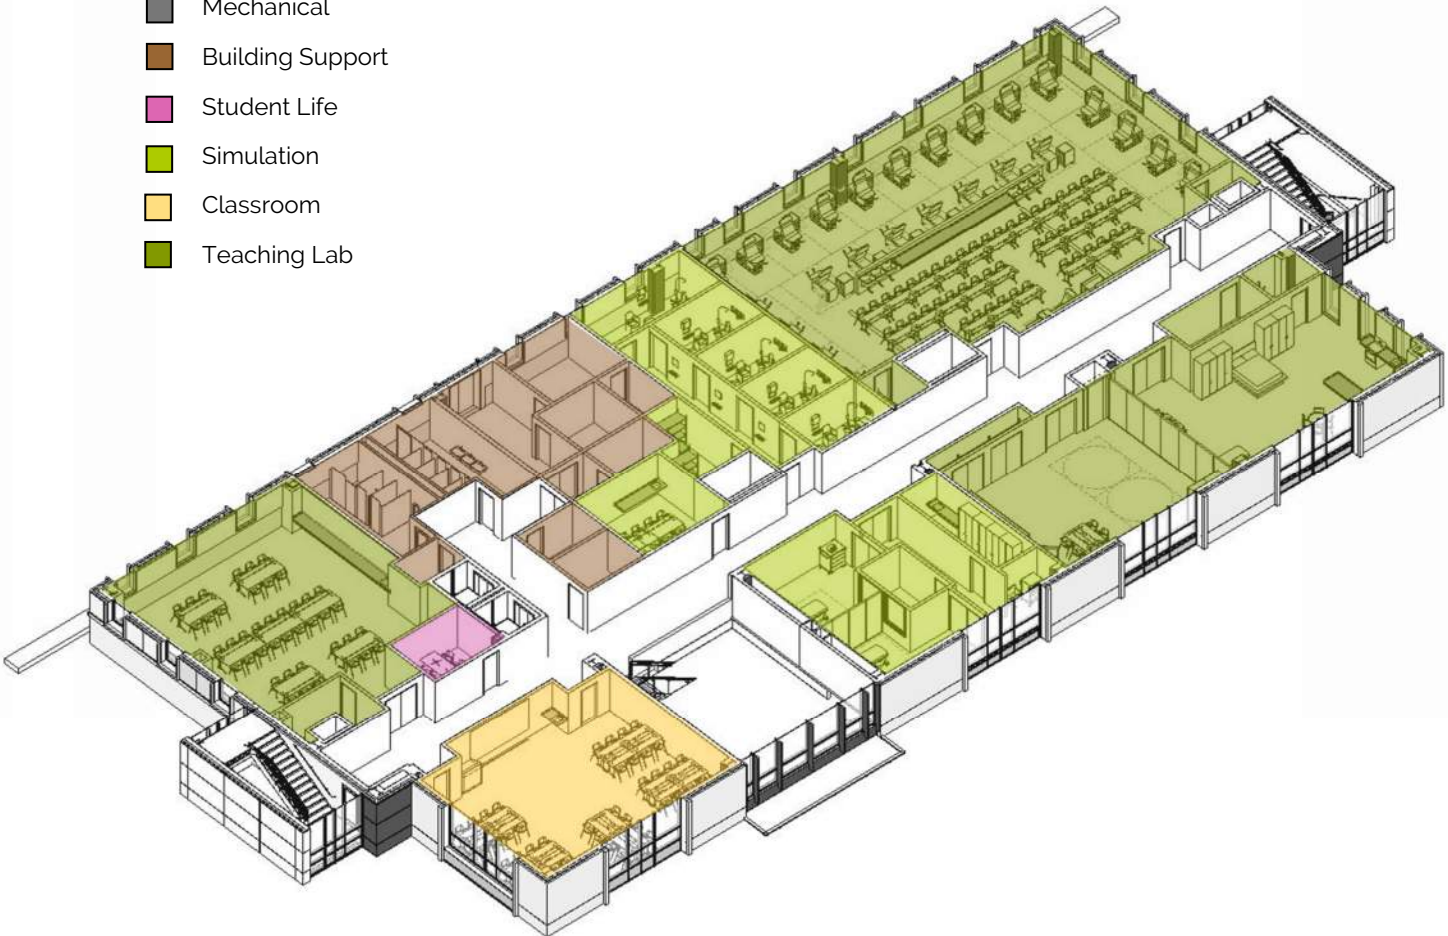 Mechanical
Building Support
Student Life
Simulation
Classroom
Teaching Lab